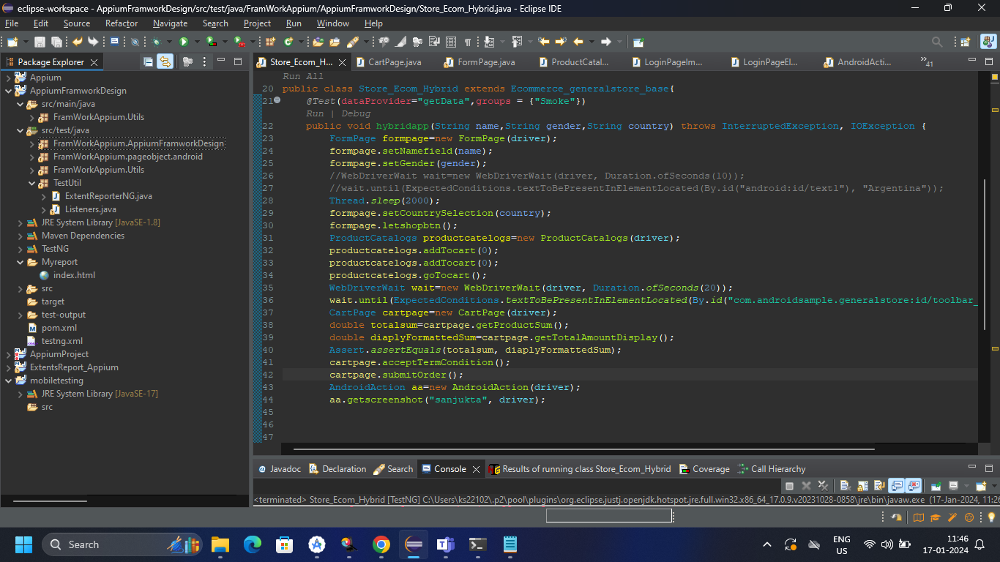 eclipse-workspace - AppiumFramworkDesign/src/test/java/FramWorkAppium/AppiumFramworkDesign/Store_Ecom_Hybrid.java - Eclipse IDE
File Edit Source Refactor Navigate Search Project Run Window Help
Package Explorer
Appium
AppiumFramworkDesign
src/main/java
FramWorkAppium.Utils
src/test/java
FramWorkAppium.AppiumFramworkDesign
FramWorkAppium.pageobject.android
FramWorkAppium.Utils
TestUtil
ExtentReporterNG.java
Listeners.java
JRE System Library [JavaSE-1.8]
Maven Dependencies
TestNG
Myreport
index.html
src
target
test-output
pom.xml
testng.xml
AppiumProject
ExtentsReport_Appium
mobiletesting
JRE System Library [JavaSE-17]
src
Store_Ecom_H... CartPage.java FormPage.java ProductCatal... LoginPageIm... LoginPageEl... AndroidActi... »41
Run All
20 public class Store_Ecom_Hybrid extends Ecommerce_generalstore_base{
21 @Test(dataProvider="getData",groups = {"Smoke"})
Run | Debug
22 public void hybridapp(String name,String gender,String country) throws InterruptedException, IOException {
23 FormPage formpage=new FormPage(driver);
24 formpage.setNamefield(name);
25 formpage.setGender(gender);
26 //WebDriverWait wait=new WebDriverWait(driver, Duration.ofSeconds(10));
27 //wait.until(ExpectedConditions.textToBePresentInElementLocated(By.id("android:id/text1"), "Argentina"));
28 Thread.sleep(2000);
29 formpage.setCountrySelection(country);
30 formpage.letshopbtn();
31 ProductCatalogs productcatelogs=new ProductCatalogs(driver);
32 productcatelogs.addTocart(0);
33 productcatelogs.addTocart(0);
34 productcatelogs.goTocart();
35 WebDriverWait wait=new WebDriverWait(driver, Duration.ofSeconds(20));
36 wait.until(ExpectedConditions.textToBePresentInElementLocated(By.id("com.androidsample.generalstore:id/toolbar_
37 CartPage cartpage=new CartPage(driver);
38 double totalsum=cartpage.getProductSum();
39 double diaplyFormattedSum=cartpage.getTotalAmountDisplay();
40 Assert.assertEquals(totalsum, diaplyFormattedSum);
41 cartpage.acceptTermCondition();
42 cartpage.submitOrder();
43 AndroidAction aa=new AndroidAction(driver);
44 aa.getscreenshot("sanjukta", driver);
45
46
47
Javadoc Declaration Search Console Results of running class Store_Ecom_Hybrid Coverage Call Hierarchy
<terminated> Store_Ecom_Hybrid [TestNG] C:\Users\ks22102\.p2\pool\plugins\org.eclipse.justj.openjdk.hotspot.jre.full.win32.x86_64_17.0.9.v20231028-0858\jre\bin\javaw.exe (17-Jan-2024, 11:26
Search
ENG
US
11:46
17-01-2024